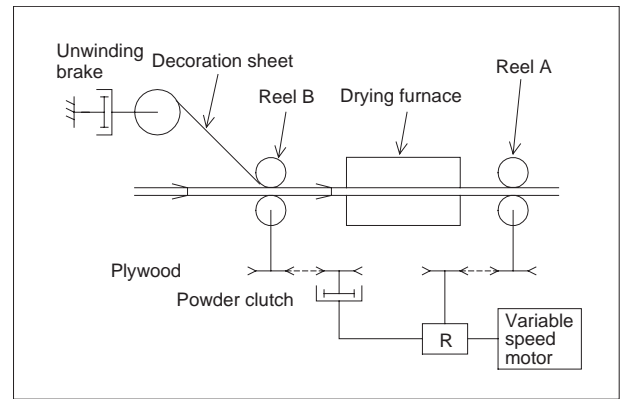 Unwinding
brake
Decoration sheet
Reel B
Drying furnace
Reel A
Plywood
Powder clutch
R
Variable
speed
motor